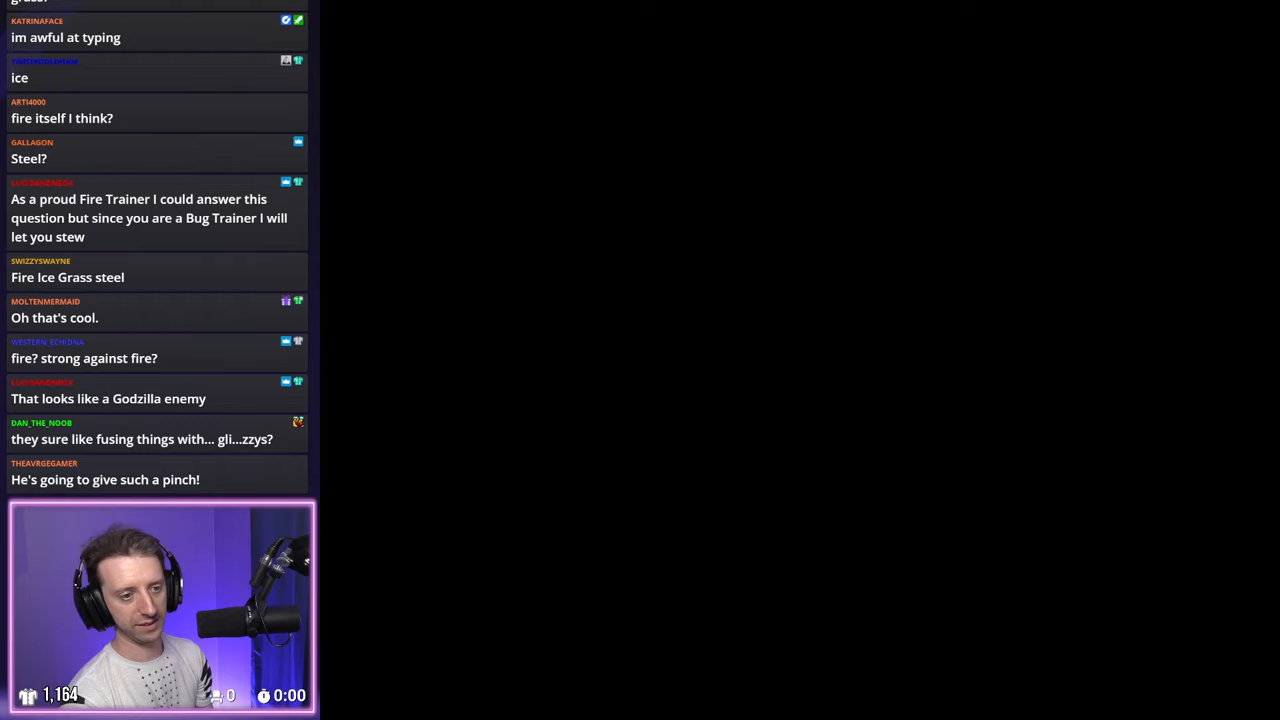 KATRINAFACE
im awful at typing
ice
ARTI4000
fire itself I think?
GALLAGON
Steel?
As a proud Fire Trainer I could answer this
question but since you are a Bug Trainer I will
let you stew
SWIZZYSWAYNE
Fire Ice Grass steel
MOLTENMERMAID
Oh that's cool.
WESTERN_ECHIDNA
fire? strong against fire?
That looks like a Godzilla enemy
DAN_THE_NOOB
they sure like fusing things with... gli...zzys?
THEAVRGEGAMER
He's going to give such a pinch!
1,164
0
0:00